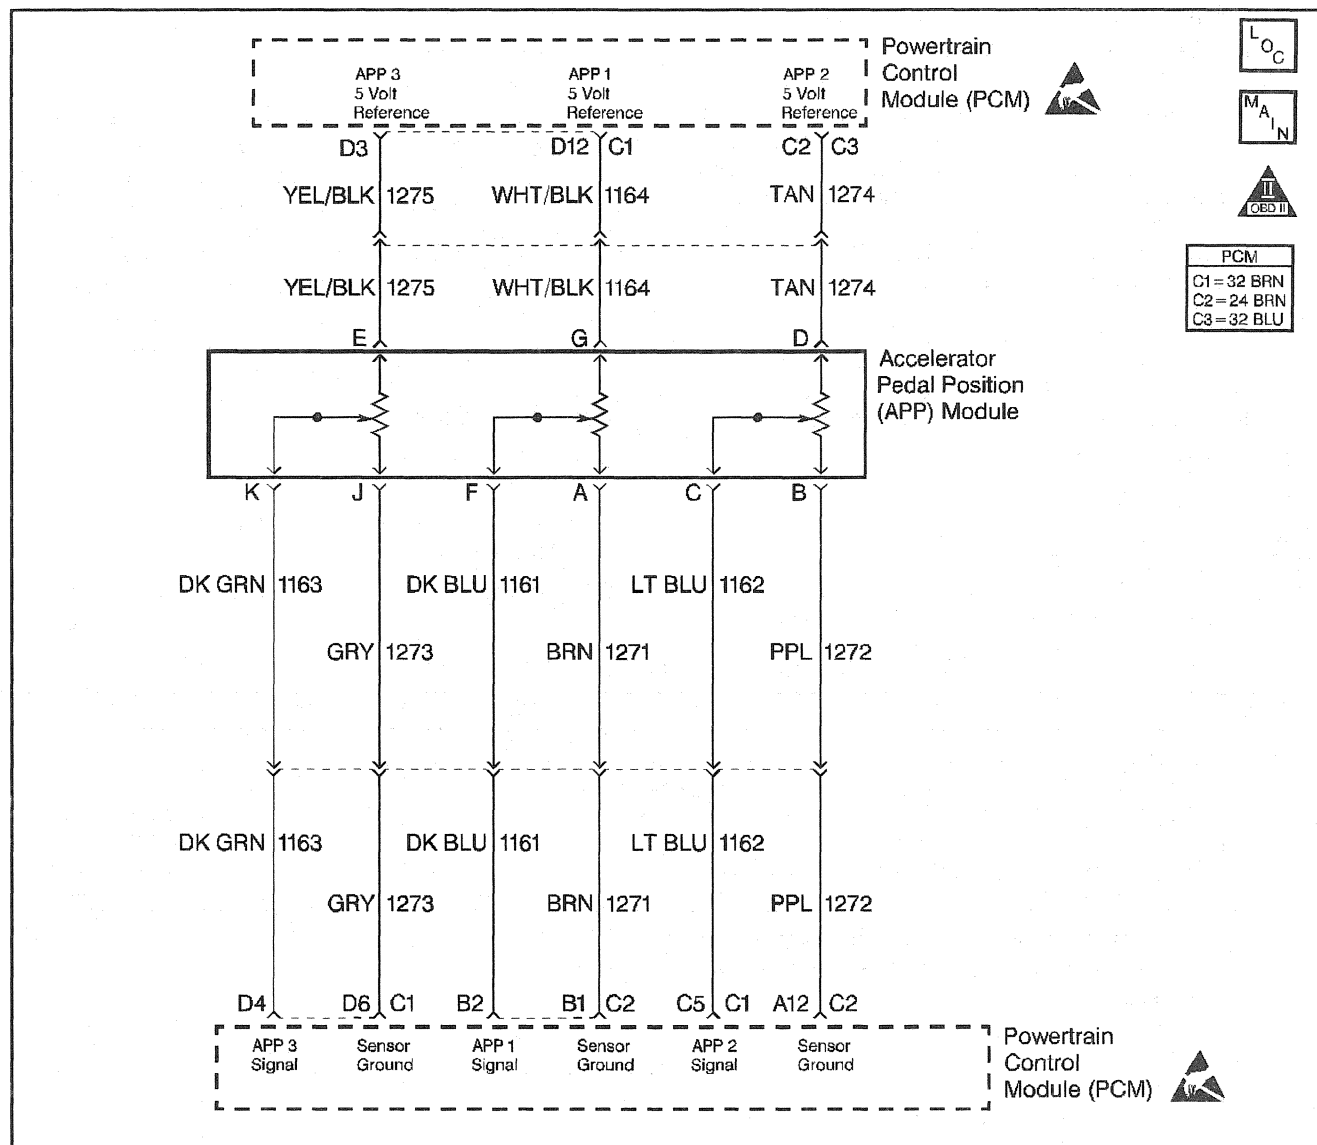 Powertrain
Control
Module (PCM)
APP 3
5 Volt
Reference
APP 1
5 Volt
Reference
APP 2
5 Volt
Reference
LOC
MAIN
II
OBD II
D3 D12 C1 C2 C3
YEL/BLK 1275 WHT/BLK 1164 TAN 1274
YEL/BLK 1275 WHT/BLK 1164 TAN 1274
PCM
C1=32 BRN
C2=24 BRN
C3=32 BLU
E G D
Accelerator
Pedal Position
(APP) Module
K J F A C B
DK GRN 1163 DK BLU 1161 LT BLU 1162
GRY 1273 BRN 1271 PPL 1272
DK GRN 1163 DK BLU 1161 LT BLU 1162
GRY 1273 BRN 1271 PPL 1272
D4 D6 C1 B2 B1 C2 C5 C1 A12 C2
APP 3
Signal
Sensor
Ground
APP 1
Signal
Sensor
Ground
APP 2
Signal
Sensor
Ground
Powertrain
Control
Module (PCM)